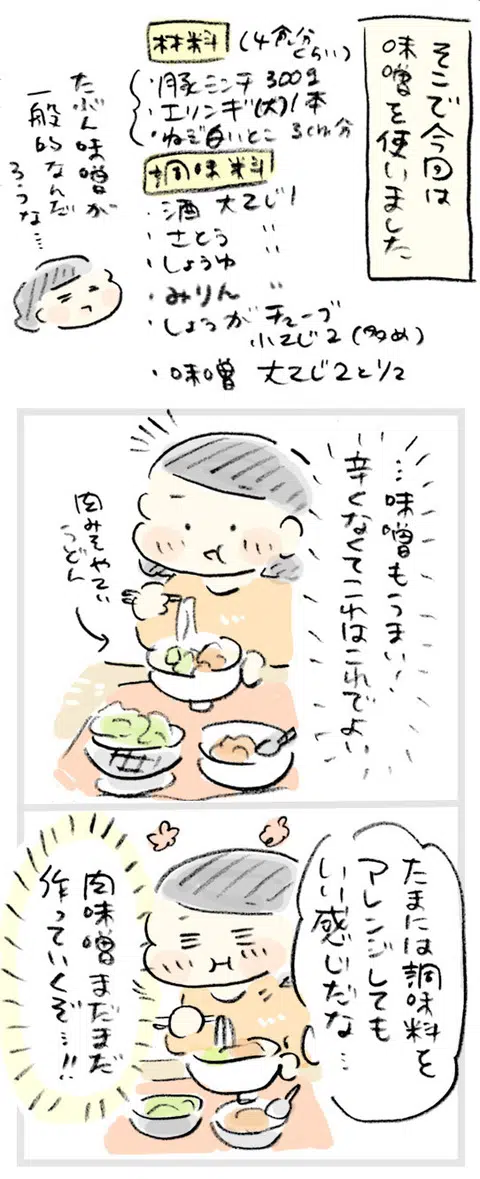 そこで今回は
味噌を使いました
材料(4食分くらい)
・豚ミンチ 300g
・エリンギ(大)1本
・ねぎ白いとこ 3cm分
調味料
・酒 大さじ1
・さとう 〃
・しょうゆ 〃
・みりん 〃
・しょうがチューブ
小さじ2(多め)
・味噌 大さじ2と1/2
たぶん味噌が
一般的なんだ
ろうな…
…味噌もうまい!
辛くなくてこれはこれでよい
肉みそやさい
うどん
たまには調味料を
アレンジしても
いい感じだな…
肉味噌まだまだ
作っていくぞ…!!